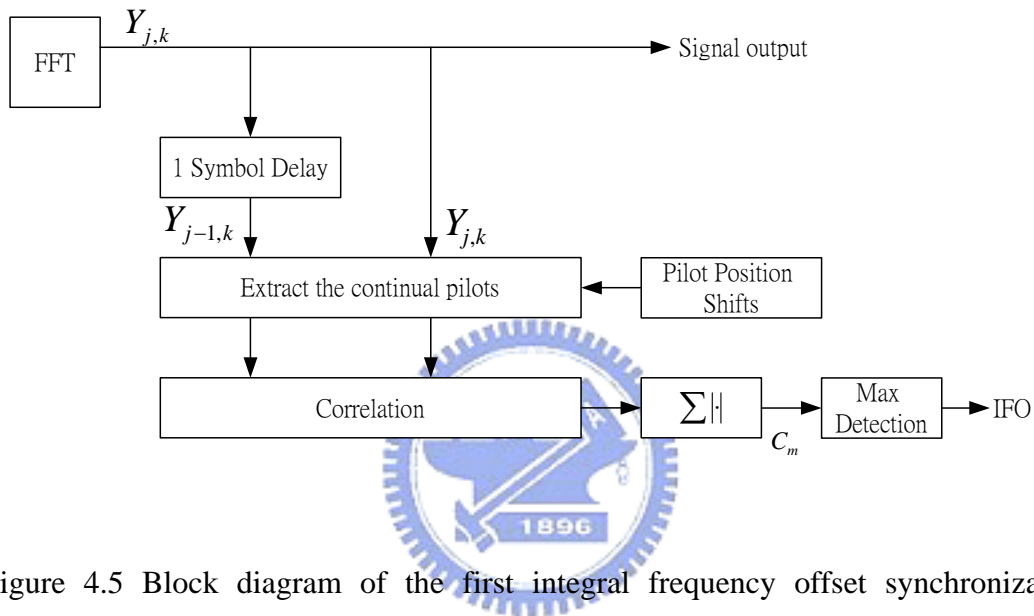 Y_{j,k}
FFT
Signal output
1 Symbol Delay
Y_{j-1,k}
Y_{j,k}
Extract the continual pilots
Pilot Position
Shifts
Correlation
∑|·|
C_m
Max
Detection
IFO
1896
igure 4.5 Block diagram of the first integral frequency offset synchroniza